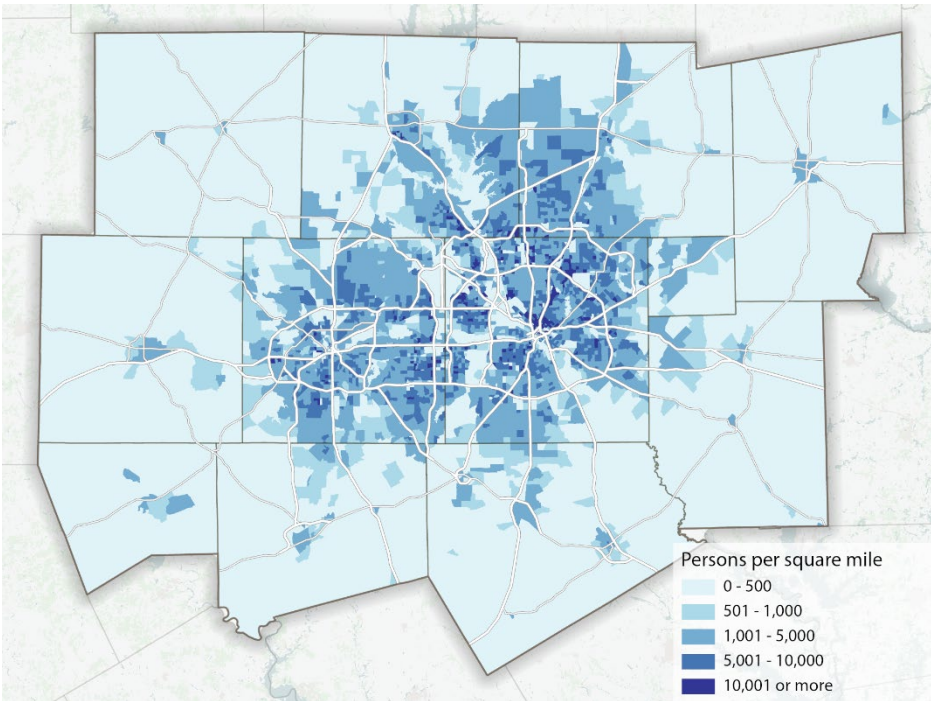 Persons per square mile
0 - 500
501 - 1,000
1,001 - 5,000
5,001 - 10,000
10,001 or more